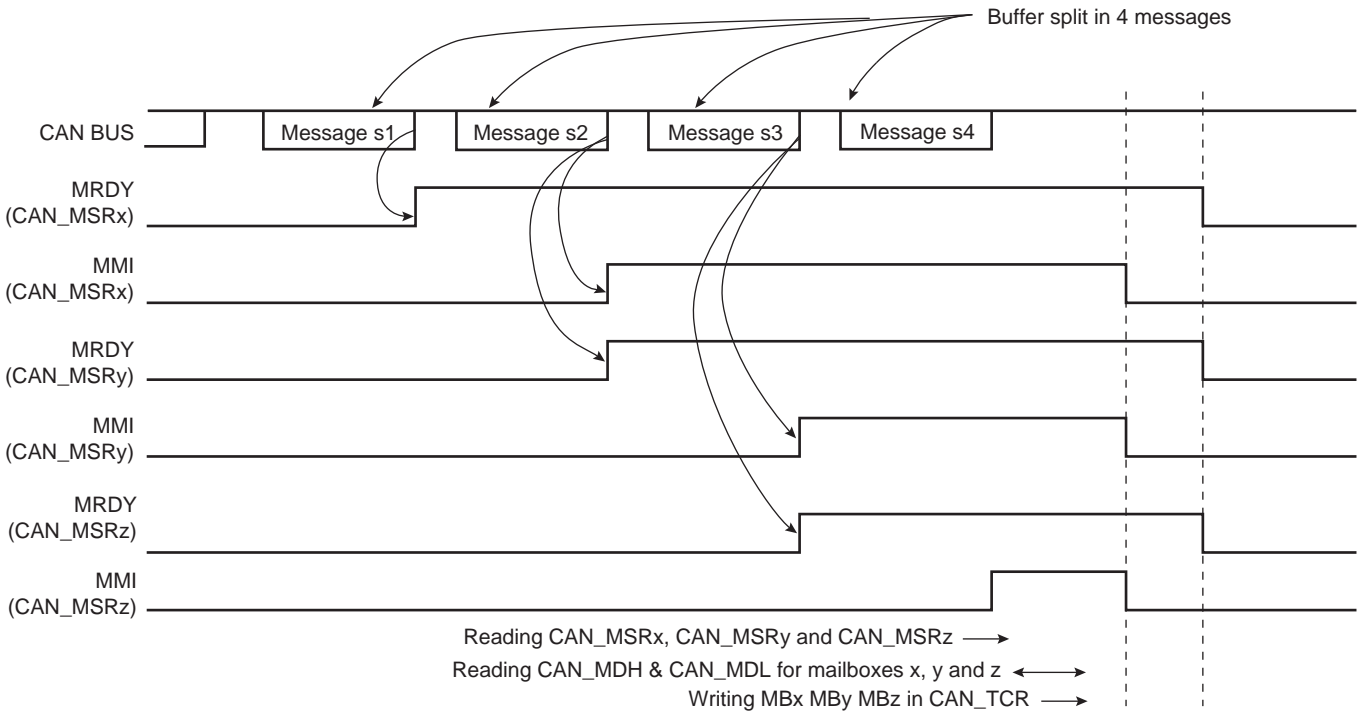 Buffer split in 4 messages
CAN BUS
Message s1
Message s2
Message s3
Message s4
MRDY
(CAN_MSRx)
MMI
(CAN_MSRx)
MRDY
(CAN_MSRy)
MMI
(CAN_MSRy)
MRDY
(CAN_MSRz)
MMI
(CAN_MSRz)
Reading CAN_MSRx, CAN_MSRy and CAN_MSRz
Reading CAN_MDH & CAN_MDL for mailboxes x, y and z
Writing MBx MBy MBz in CAN_TCR